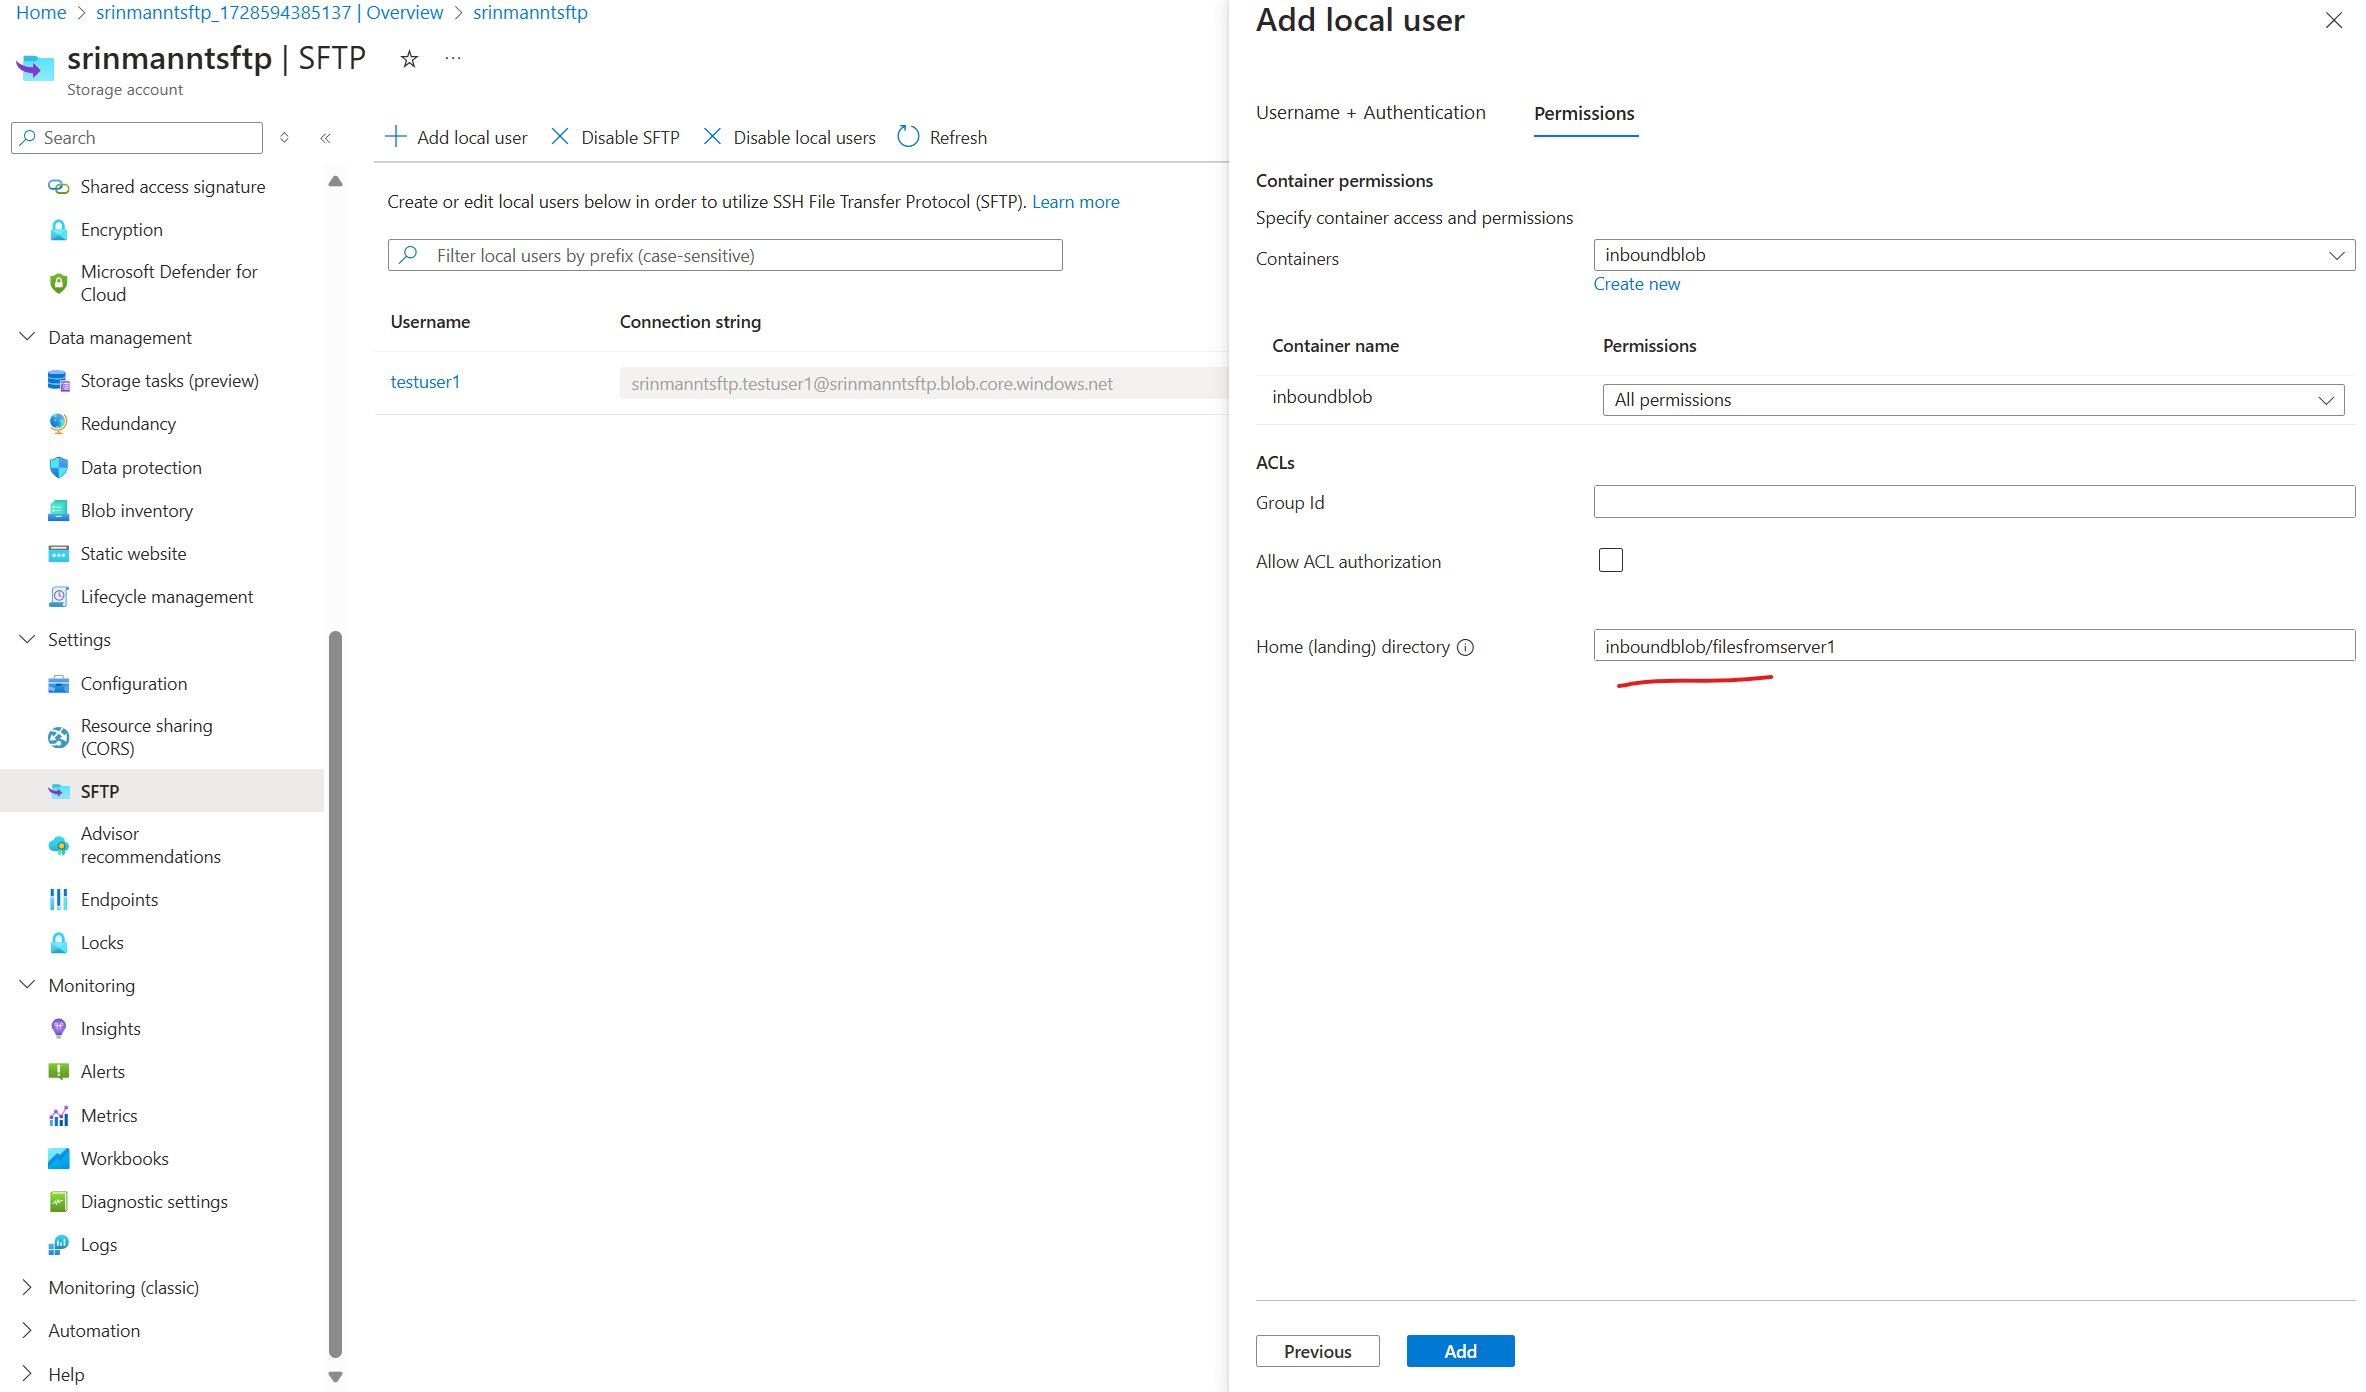 Home > srinmanntsftp_1728594385137 | Overview > srinmanntsftp
srinmanntsftp | SFTP
Storage account
Search
Shared access signature
Encryption
Microsoft Defender for
Cloud
Data management
Storage tasks (preview)
Redundancy
Data protection
Blob inventory
Static website
Lifecycle management
Settings
Configuration
Resource sharing
(CORS)
SFTP
Advisor
recommendations
Endpoints
Locks
Monitoring
Insights
Alerts
Metrics
Workbooks
Diagnostic settings
Logs
Monitoring (classic)
Automation
Help
Add local user Disable SFTP Disable local users Refresh
Create or edit local users below in order to utilize SSH File Transfer Protocol (SFTP). Learn more
Filter local users by prefix (case-sensitive)
Username Connection string
testuser1 srinmanntsftp.testuser1@srinmanntsftp.blob.core.windows.net
Add local user
Username + Authentication Permissions
Container permissions
Specify container access and permissions
Containers inboundblob
Create new
Container name Permissions
inboundblob All permissions
ACLs
Group Id
Allow ACL authorization
Home (landing) directory inboundblob/filesfromserver1
Previous Add